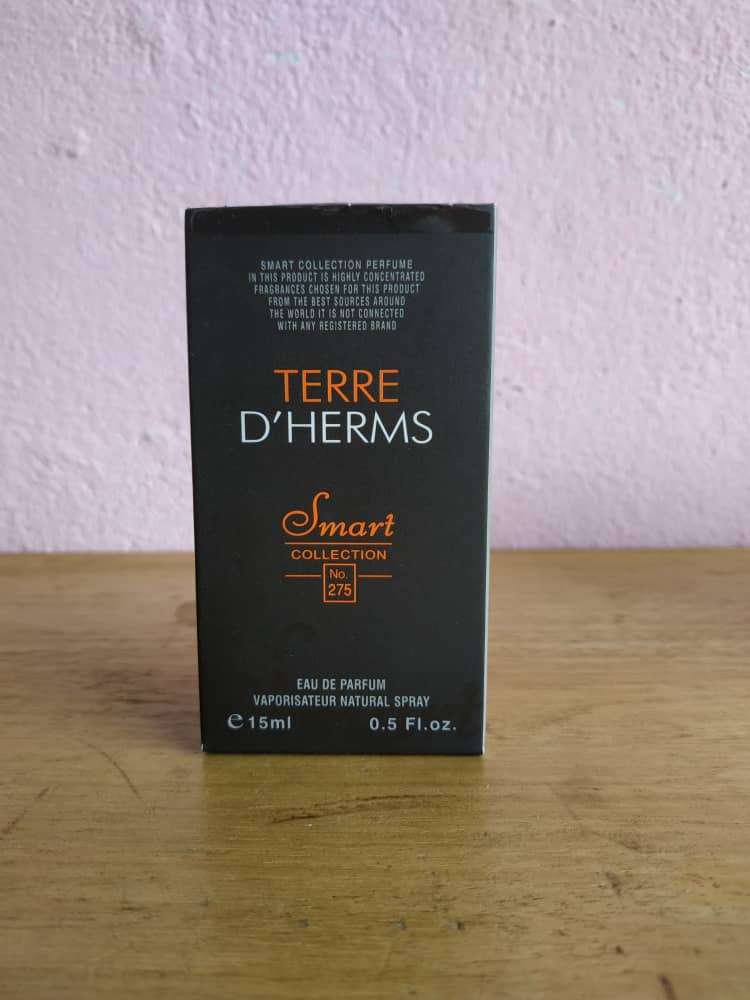 SMART COLLECTION PERFUME
IN THIS PRODUCT IS HIGHLY CONCENTRATED
FRAGRANCES CHOSEN FOR THIS PRODUCT
FROM THE BEST SOURCES AROUND
THE WORLD IT IS NOT CONNECTED
WITH ANY REGISTERED BRAND
TERRE
D'HERMS
Smart
COLLECTION
No.
275
EAU DE PARFUM
VAPORISATEUR NATURAL SPRAY
℮15ml 0.5 Fl.oz.